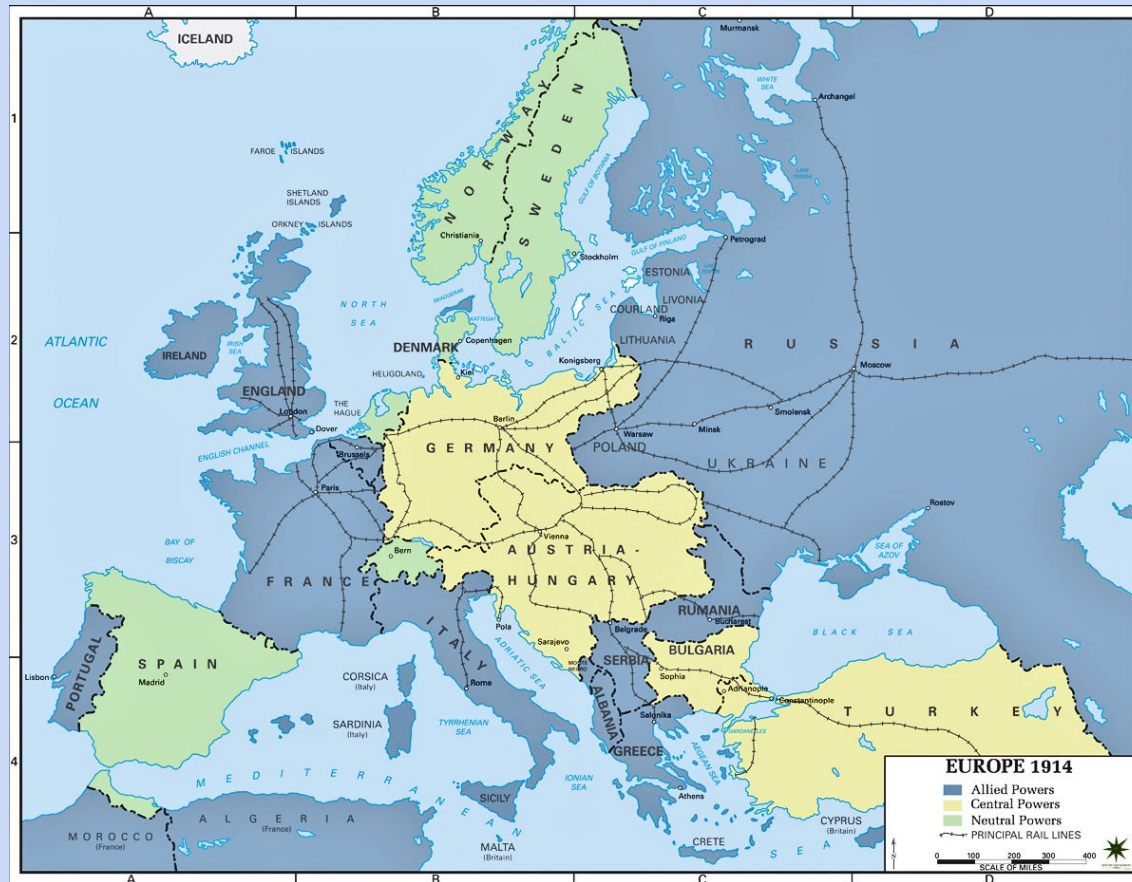 A B C D
1
2
3
4
ICELAND
Murmansk
WHITE
SEA
Archangel
FAROE ISLANDS
SHETLAND
ISLANDS
ORKNEY ISLANDS
NORWAY
SWEDEN
GULF OF BOTHNIA
LAKE
ONEGA
Christiania
Stockholm
GULF OF FINLAND
Petrograd
ESTONIA
LAKE
PEIPUS
LIVONIA
COURLAND
Riga
LITHUANIA
NORTH
SEA
SKAGGERAK
KATTEGAT
BALTIC SEA
ATLANTIC
OCEAN
IRELAND
IRISH
SEA
ENGLAND
London
Dover
DENMARK
Copenhagen
HELIGOLAND
Kiel
Konigsberg
RUSSIA
Moscow
Smolensk
Minsk
THE
HAGUE
Berlin
GERMANY
Warsaw
POLAND
UKRAINE
ENGLISH CHANNEL
Brussels
Paris
Rostov
SEA OF
AZOV
BAY OF
BISCAY
FRANCE
Bern
Vienna
AUSTRIA-
HUNGARY
RUMANIA
Bucharest
BLACK SEA
Pola
Belgrade
Sarajevo
ITALY
ADRIATIC SEA
MONTE
NEGRO
SERBIA
BULGARIA
Sophia
Adrianople
Constantinople
TURKEY
PORTUGAL
Lisbon
SPAIN
Madrid
CORSICA
(Italy)
Rome
ALBANIA
Salonika
DARDANELLES
SARDINIA
(Italy)
TYRRHENIAN
SEA
GREECE
AEGEAN SEA
MEDITERRANEAN SEA
IONIAN
SEA
Athens
SICILY
MOROCCO
(France)
ALGERIA
(France)
MALTA
(Britain)
CRETE
CYPRUS
(Britain)
EUROPE 1914
Allied Powers
Central Powers
Neutral Powers
PRINCIPAL RAIL LINES
N
0 100 200 300 400
SCALE OF MILES
A B C D